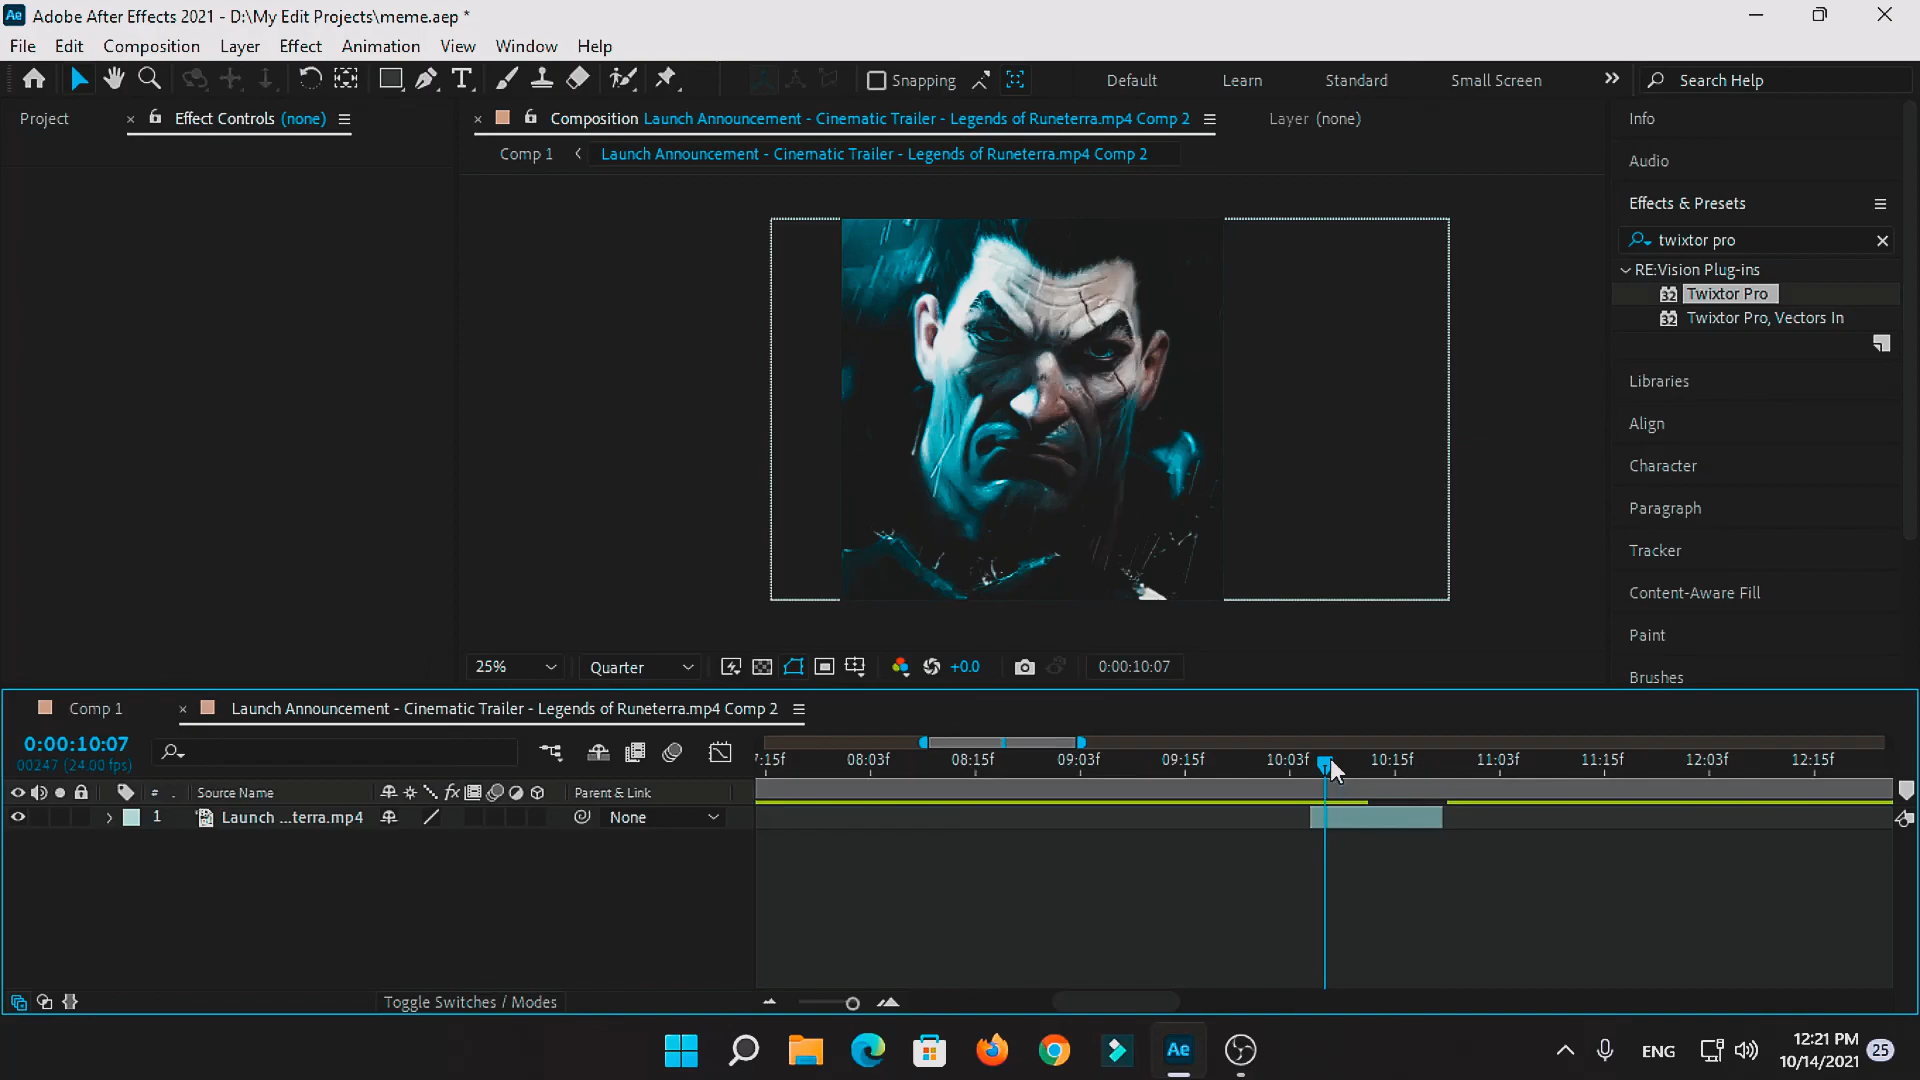 Adobe After Effects 2021 - D:\My Edit Projects\meme.aep *
File Edit Composition Layer Effect Animation View Window Help
Snapping Default Learn Standard Small Screen Search Help
Project Effect Controls (none) Composition Launch Announcement - Cinematic Trailer - Legends of Runeterra.mp4 Comp 2 Layer (none) Info
Comp 1 Launch Announcement - Cinematic Trailer - Legends of Runeterra.mp4 Comp 2
Audio
Effects & Presets
twixtor pro
RE:Vision Plug-ins
32 Twixtor Pro
32 Twixtor Pro, Vectors In
Libraries
Align
Character
Paragraph
Tracker
Content-Aware Fill
Paint
Brushes
25% Quarter +0.0 0:00:10:07
Comp 1 Launch Announcement - Cinematic Trailer - Legends of Runeterra.mp4 Comp 2
0:00:10:07
00247 (24.00 fps)
7:15f 08:03f 08:15f 09:03f 09:15f 10:03f 10:15f 11:03f 11:15f 12:03f 12:15f
# . Source Name fx Parent & Link
1 Launch ...terra.mp4 None
Toggle Switches / Modes
Ae ENG 12:21 PM
10/14/2021 25